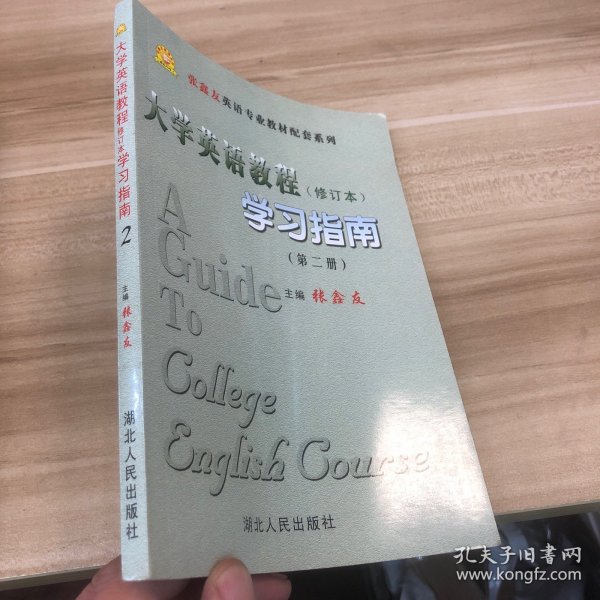 大学英语教程修订本学习指南 2
主编 张鑫友
湖北人民出版社
张鑫友英语专业教材配套系列
大学英语教程(修订本)
学习指南
(第二册)
主编 张鑫友
A
Guide
To
College
English Course
湖北人民出版社
孔夫子旧书网
www.kongfz.com